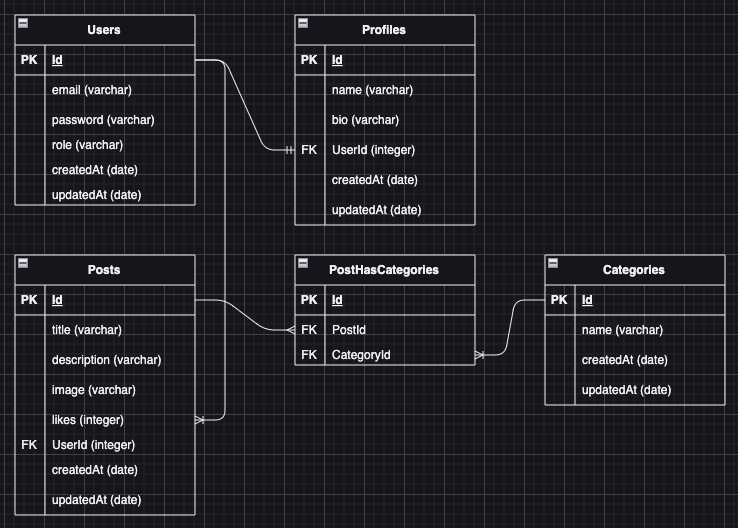 Users
PK Id
email (varchar)
password (varchar)
role (varchar)
createdAt (date)
updatedAt (date)
Profiles
PK Id
name (varchar)
bio (varchar)
FK UserId (integer)
createdAt (date)
updatedAt (date)
Posts
PK Id
title (varchar)
description (varchar)
image (varchar)
likes (integer)
FK UserId (integer)
createdAt (date)
updatedAt (date)
PostHasCategories
PK Id
FK PostId
FK CategoryId
Categories
PK Id
name (varchar)
createdAt (date)
updatedAt (date)